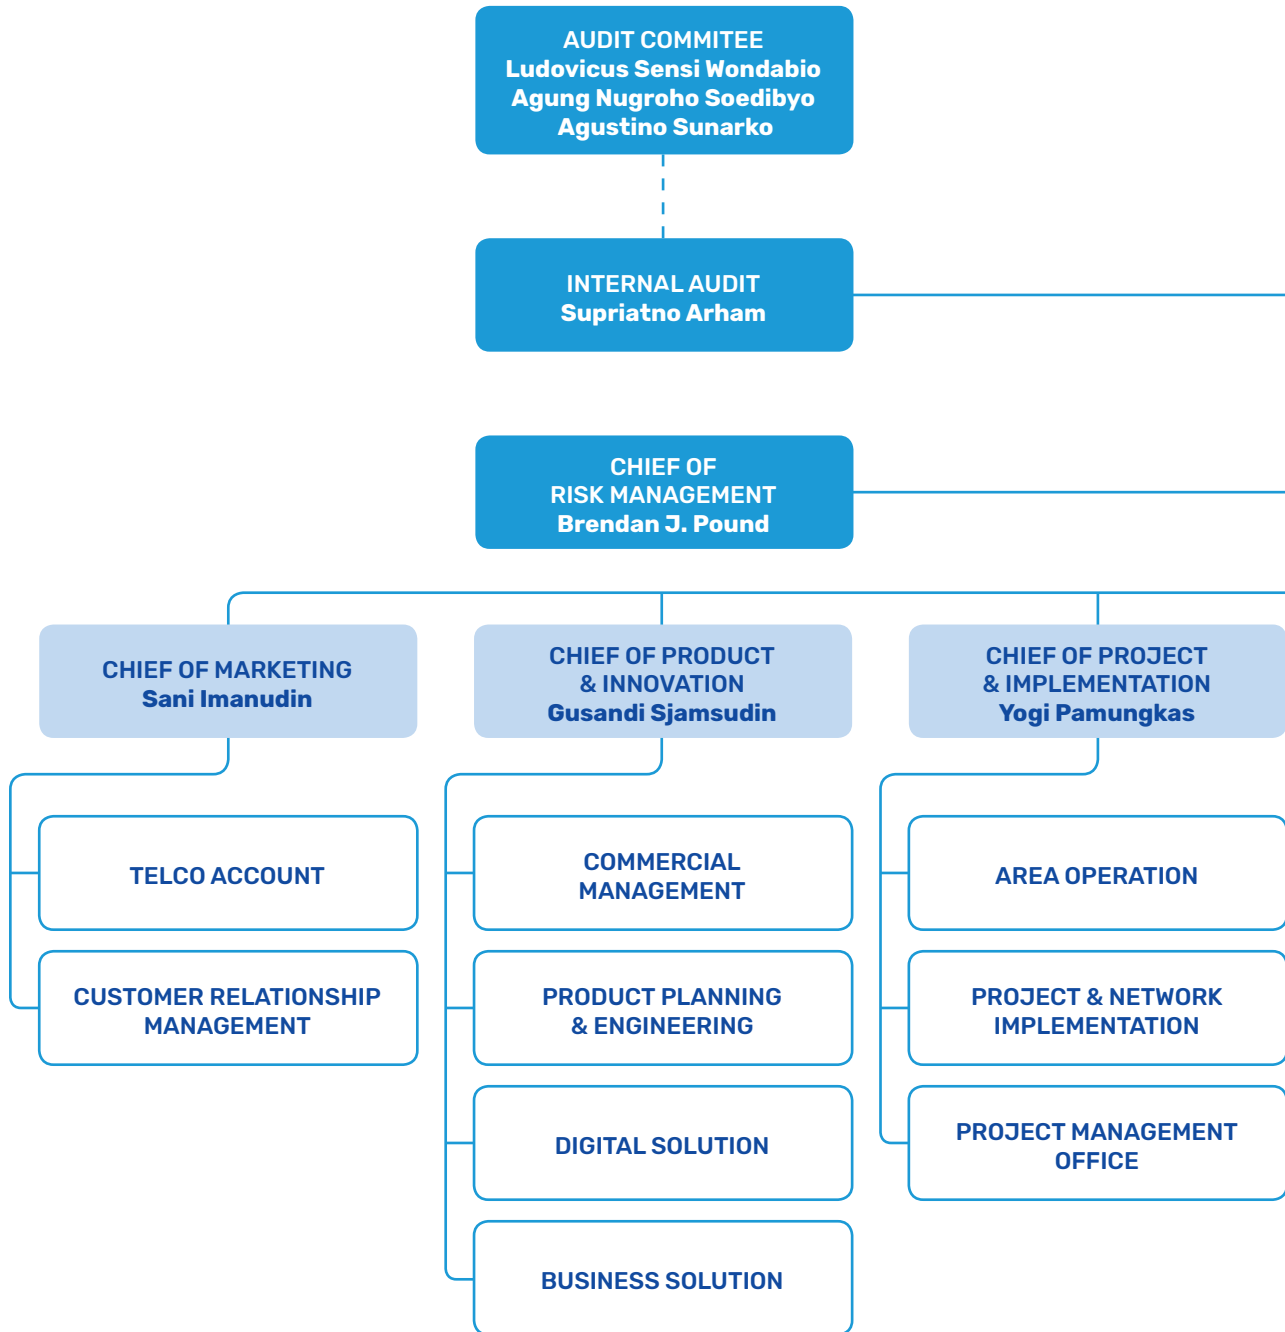 AUDIT COMMITEE
Ludovicus Sensi Wondabio
Agung Nugroho Soedibyo
Agustino Sunarko
INTERNAL AUDIT
Supriatno Arham
CHIEF OF
RISK MANAGEMENT
Brendan J. Pound
CHIEF OF MARKETING
Sani Imanudin
TELCO ACCOUNT
CUSTOMER RELATIONSHIP
MANAGEMENT
CHIEF OF PRODUCT
& INNOVATION
Gusandi Sjamsudin
COMMERCIAL
MANAGEMENT
PRODUCT PLANNING
& ENGINEERING
DIGITAL SOLUTION
BUSINESS SOLUTION
CHIEF OF PROJECT
& IMPLEMENTATION
Yogi Pamungkas
AREA OPERATION
PROJECT & NETWORK
IMPLEMENTATION
PROJECT MANAGEMENT
OFFICE